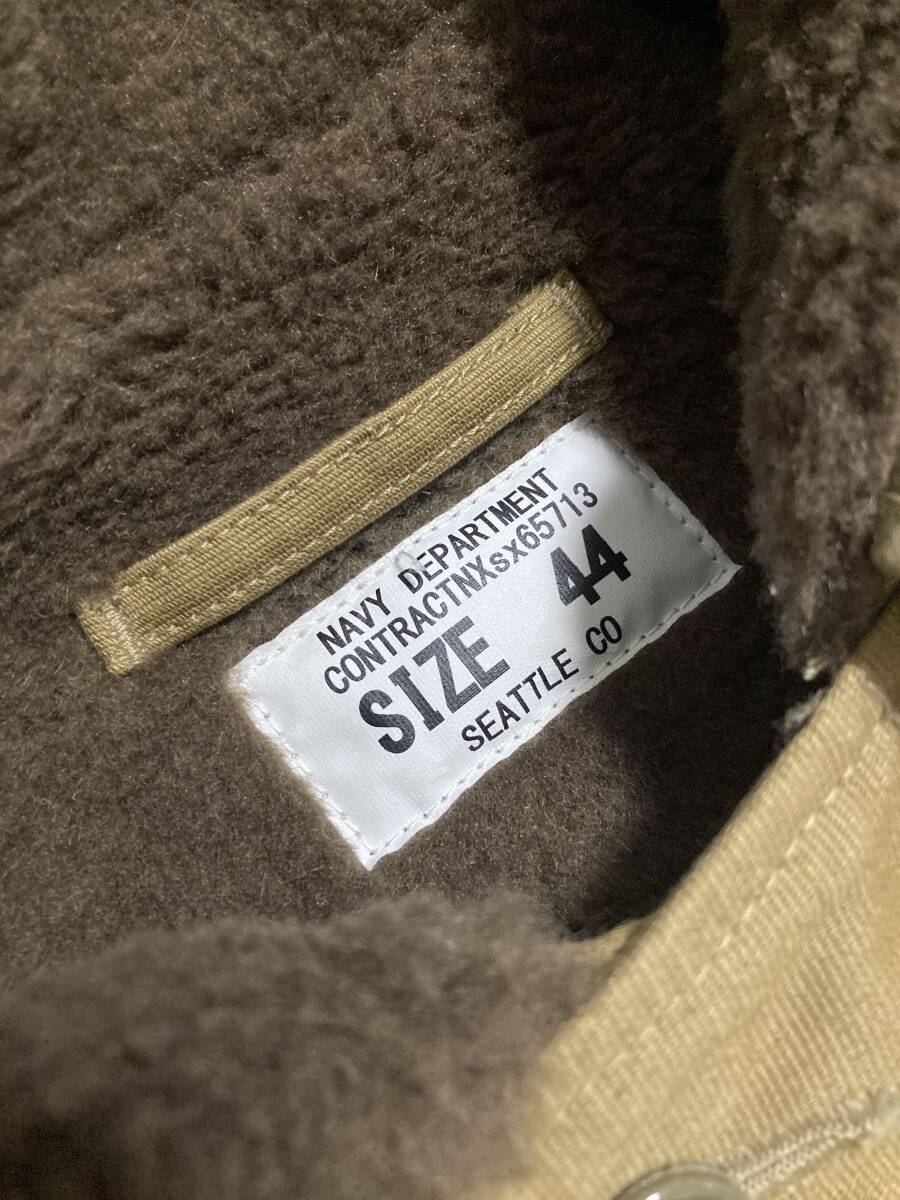 NAVY DEPARTMENT
CONTRACTNXsx65713
SIZE 44
SEATTLE CO